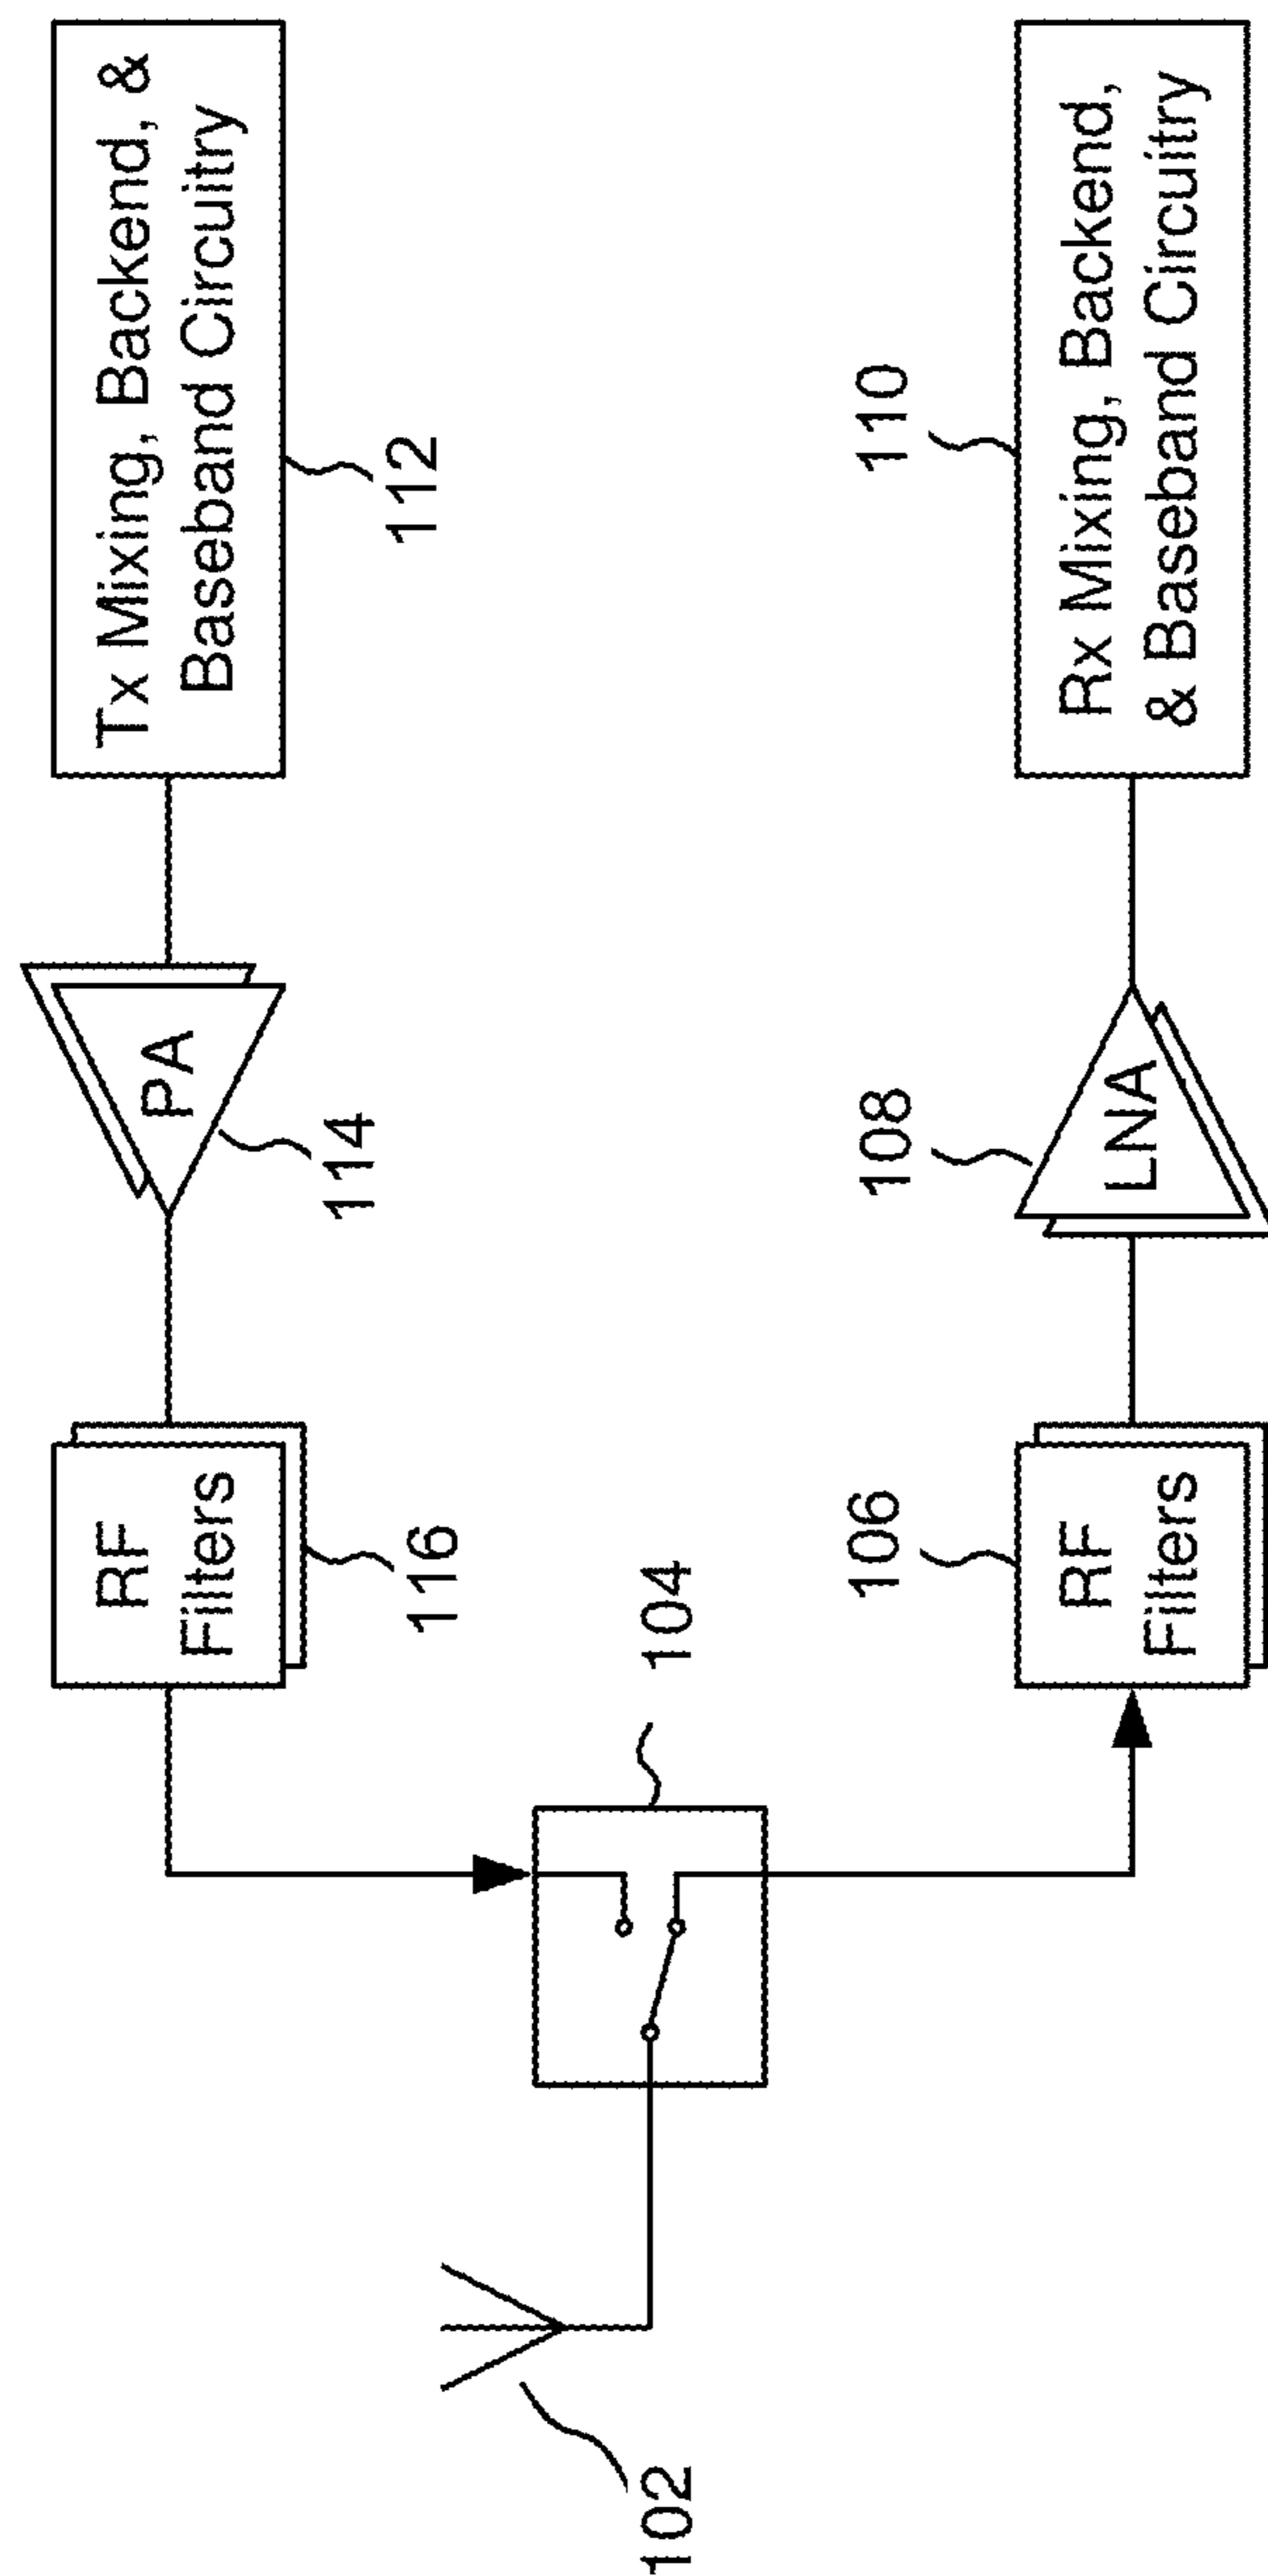 Tx Mixing, Backend, &
Baseband Circuitry
112
PA
114
RF
Filters
116
104
102
106
RF
Filters
108
LNA
110
Rx Mixing, Backend,
& Baseband Circuitry